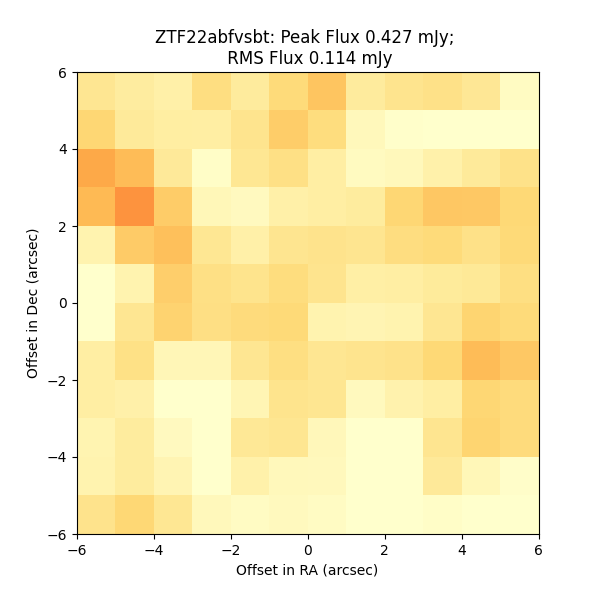 ZTF22abfvsbt: Peak Flux 0.427 mJy;
RMS Flux 0.114 mJy
6
4
2
0
−2
−4
−6
Offset in Dec (arcsec)
−6 −4 −2 0 2 4 6
Offset in RA (arcsec)